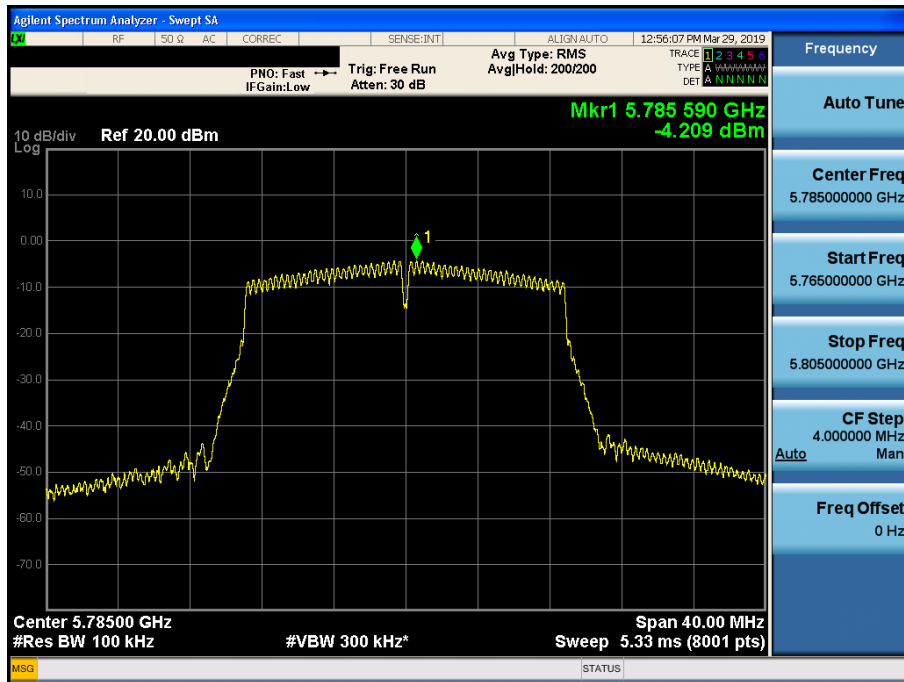 Agilent Spectrum Analyzer - Swept SA
LXI RF 50 Ω AC CORREC SENSE:INT ALIGN AUTO 12:56:07 PM Mar 29, 2019
PNO: Fast
IFGain:Low
Trig: Free Run
Atten: 30 dB
Avg Type: RMS
Avg|Hold: 200/200
TRACE 1 2 3 4 5 6
TYPE A WWWWW
DET A N N N N N
Mkr1 5.785 590 GHz
-4.209 dBm
10 dB/div Ref 20.00 dBm
Log
10.0
0.00
-10.0
-20.0
-30.0
-40.0
-50.0
-60.0
-70.0
1
Center 5.78500 GHz
Span 40.00 MHz
#Res BW 100 kHz
#VBW 300 kHz*
Sweep 5.33 ms (8001 pts)
MSG
STATUS
Frequency
Auto Tune
Center Freq
5.785000000 GHz
Start Freq
5.765000000 GHz
Stop Freq
5.805000000 GHz
CF Step
4.000000 MHz
Auto Man
Freq Offset
0 Hz